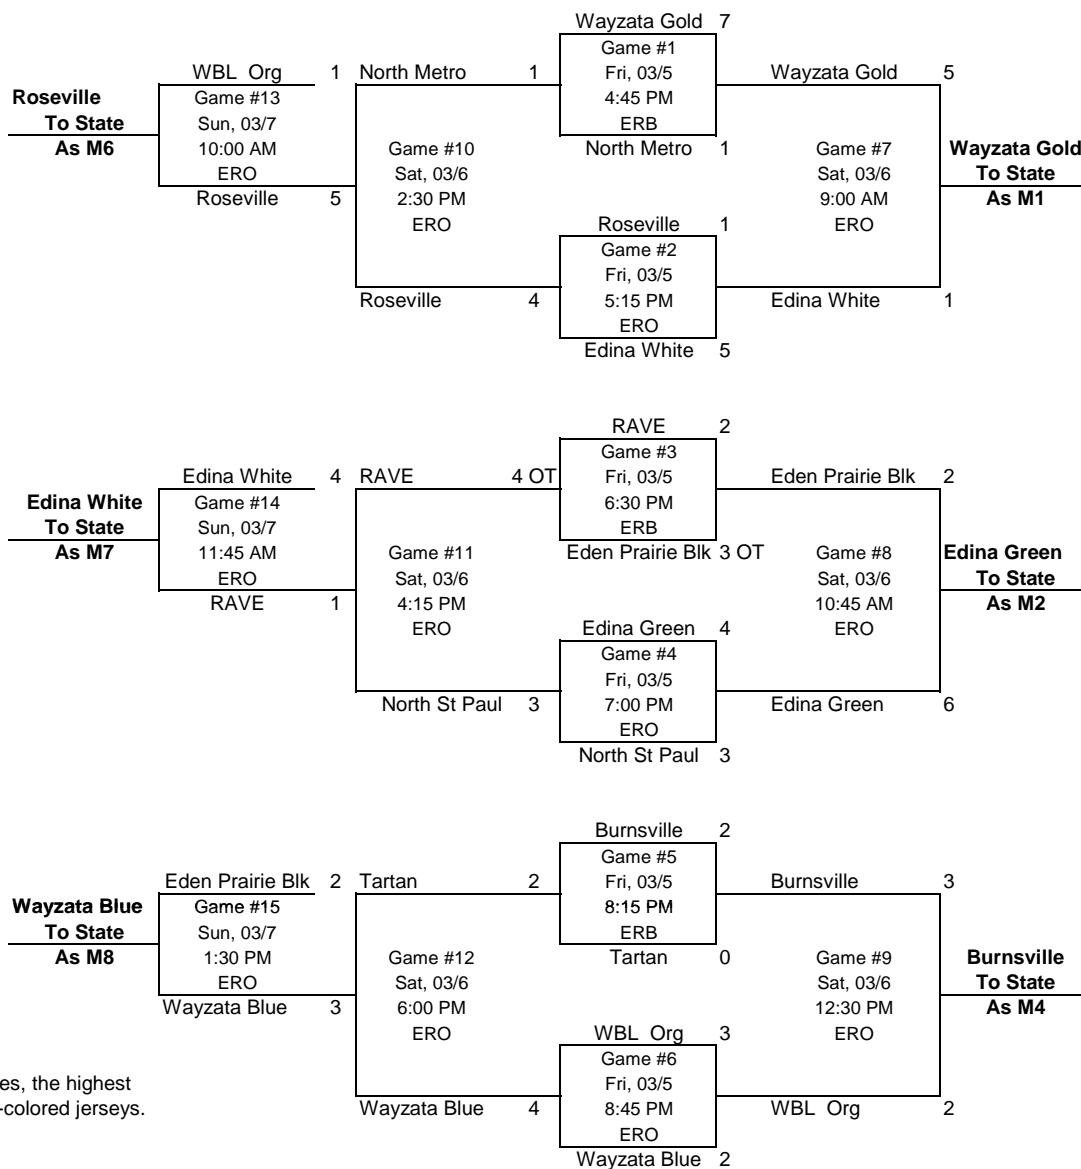 Wayzata Gold 7
Game #1
WBL Org 1 North Metro 1 Fri, 03/5 Wayzata Gold 5
Roseville Game #13 4:45 PM
To State Sun, 03/7 ERB
As M6 10:00 AM Game #10 North Metro 1 Game #7 Wayzata Gold
ERO Sat, 03/6 Sat, 03/6 To State
Roseville 5 2:30 PM 9:00 AM As M1
ERO Roseville 1 ERO
Game #2
Fri, 03/5
Roseville 4 5:15 PM Edina White 1
ERO
Edina White 5
RAVE 2
Game #3
Edina White 4 RAVE 4 OT Fri, 03/5 Eden Prairie Blk 2
Edina White Game #14 6:30 PM
To State Sun, 03/7 ERB
As M7 11:45 AM Game #11 Eden Prairie Blk 3 OT Game #8 Edina Green
ERO Sat, 03/6 Sat, 03/6 To State
RAVE 1 4:15 PM 10:45 AM As M2
ERO Edina Green 4 ERO
Game #4
Fri, 03/5
North St Paul 3 7:00 PM Edina Green 6
ERO
North St Paul 3
Burnsville 2
Game #5
Eden Prairie Blk 2 Tartan 2 Fri, 03/5 Burnsville 3
Wayzata Blue Game #15 8:15 PM
To State Sun, 03/7 ERB
As M8 1:30 PM Game #12 Tartan 0 Game #9 Burnsville
ERO Sat, 03/6 Sat, 03/6 To State
Wayzata Blue 3 6:00 PM 12:30 PM As M4
ERO WBL Org 3 ERO
Game #6
es, the highest Fri, 03/5
-colored jerseys. Wayzata Blue 4 8:45 PM WBL Org 2
ERO
Wayzata Blue 2